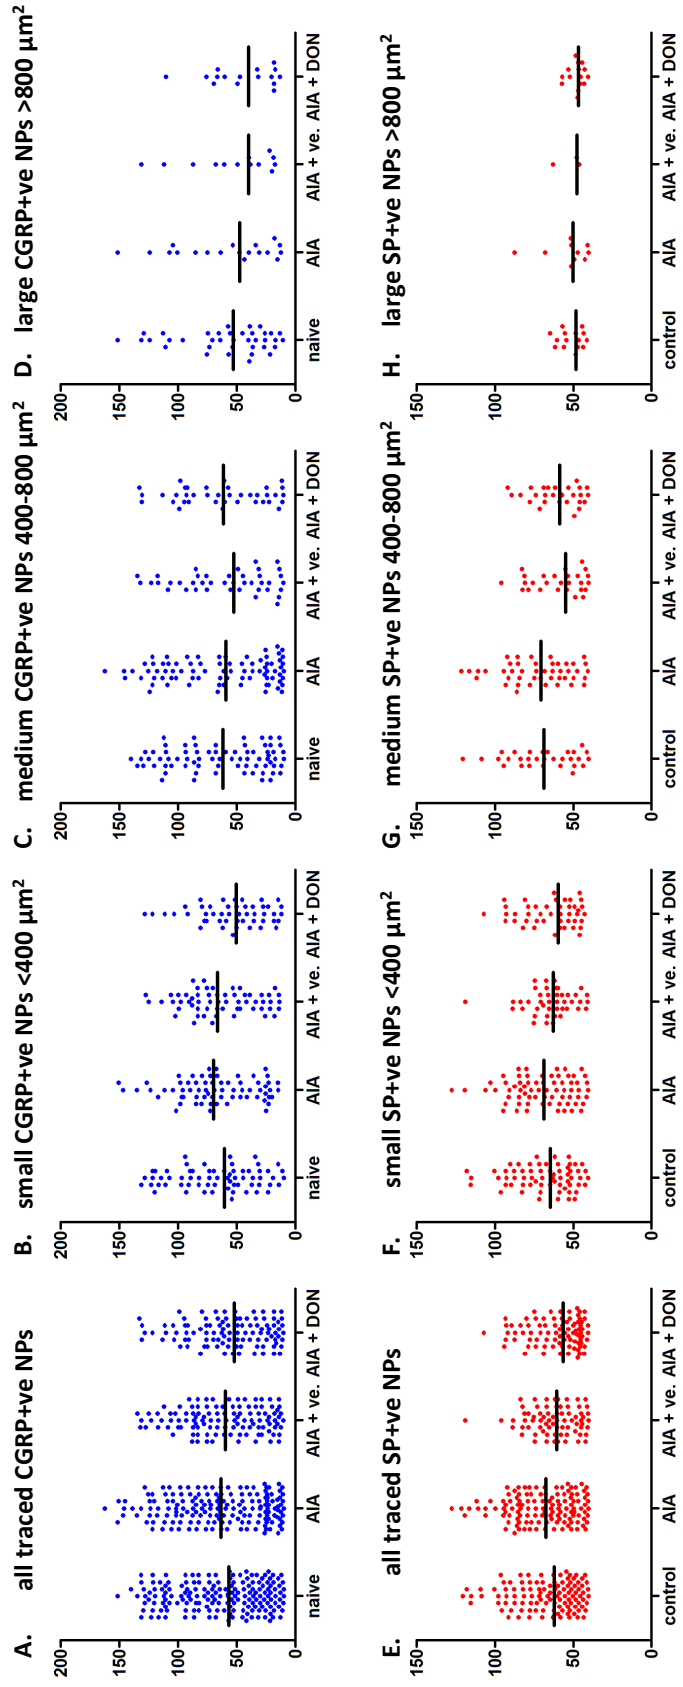 A. all traced CGRP+ve NPs
200
150
100
50
0
naive AIA AIA + ve. AIA + DON
B. small CGRP+ve NPs <400 µm²
200
150
100
50
0
naive AIA AIA + ve. AIA + DON
C. medium CGRP+ve NPs 400-800 µm²
200
150
100
50
0
naive AIA AIA + ve. AIA + DON
D. large CGRP+ve NPs >800 µm²
200
150
100
50
0
naive AIA AIA + ve. AIA + DON
E. all traced SP+ve NPs
150
100
50
0
control AIA AIA + ve. AIA + DON
F. small SP+ve NPs <400 µm²
150
100
50
0
control AIA AIA + ve. AIA + DON
G. medium SP+ve NPs 400-800 µm²
150
100
50
0
control AIA AIA + ve. AIA + DON
H. large SP+ve NPs >800 µm²
150
100
50
0
control AIA AIA + ve. AIA + DON